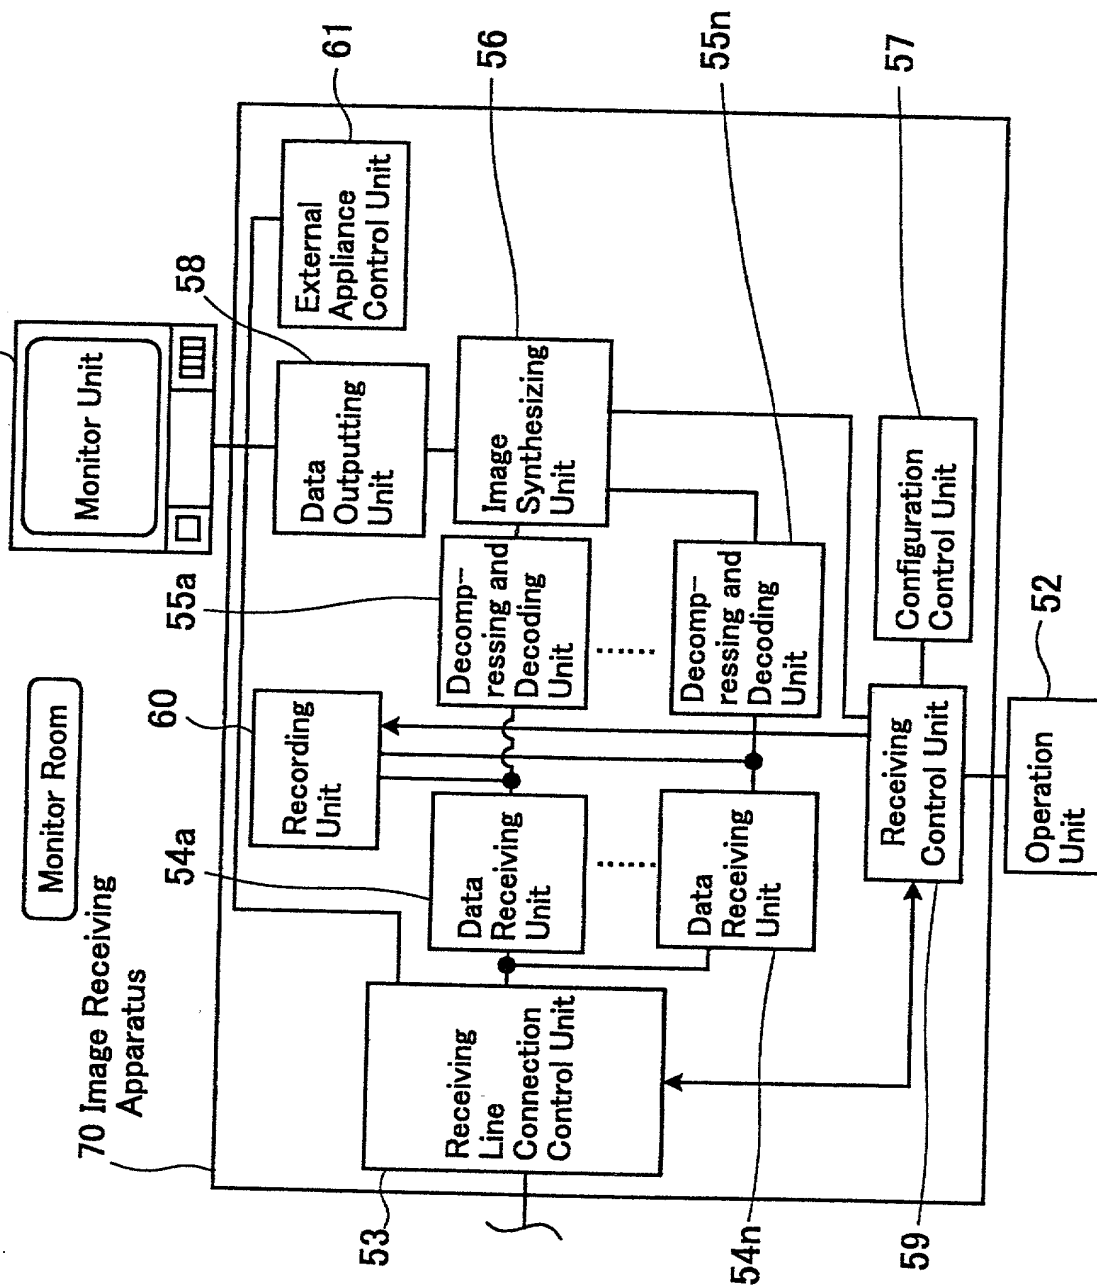 Monitor Room
70 Image Receiving
Apparatus
Monitor Unit
61
58
External
Appliance
Control Unit
56
Data
Outputting
Unit
55n
60
Recording
Unit
55a
Image
Synthesizing
Unit
54a
Decomp-
ressing and
Decoding
Unit
57
Data
Receiving
Unit
Decomp-
ressing and
Decoding
Unit
Configuration
Control Unit
Receiving
Line
Connection
Control Unit
Data
Receiving
Unit
Receiving
Control Unit
52
Operation
Unit
53
54n
59